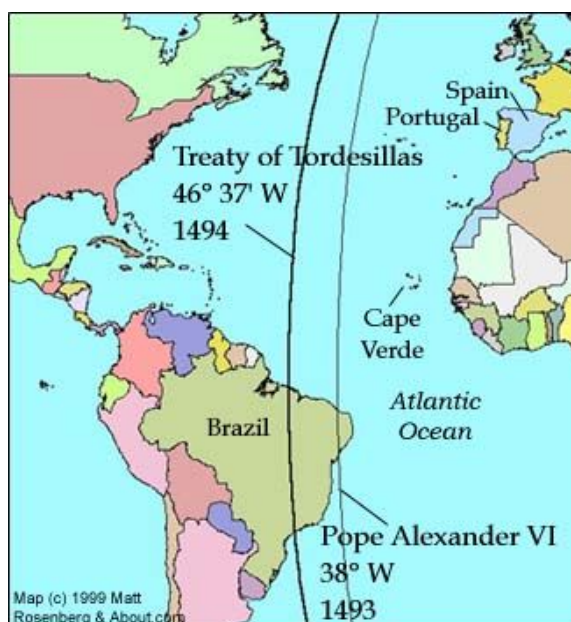 Spain
Portugal
Treaty of Tordesillas
46° 37' W
1494
Cape
Verde
Atlantic
Ocean
Brazil
Pope Alexander VI
38° W
1493
Map (c) 1999 Matt
Rosenberg & About.com